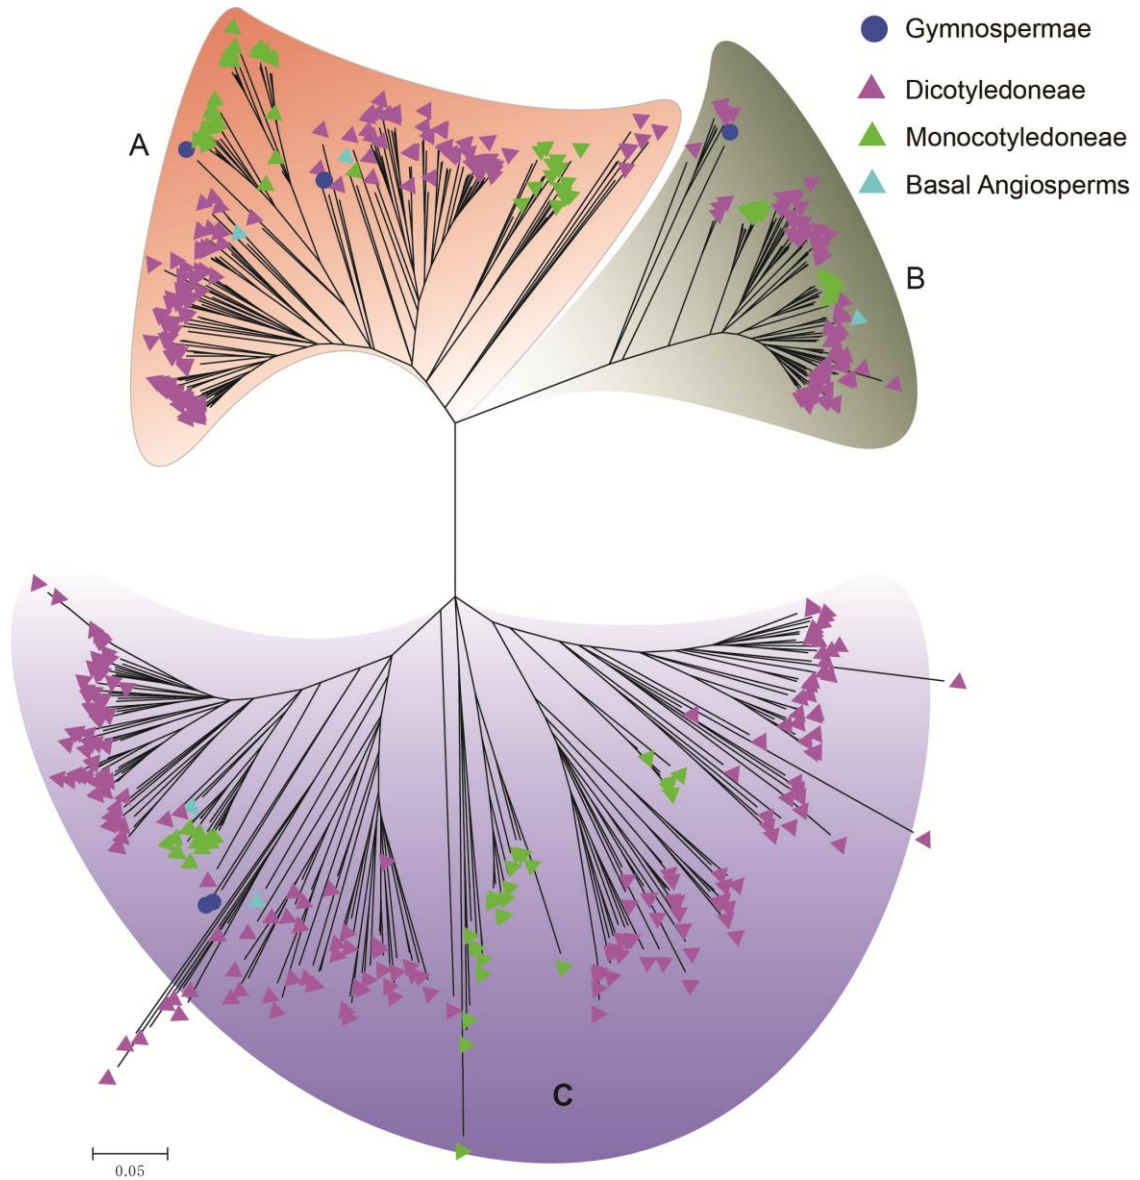 Gymnospermae
Dicotyledoneae
Monocotyledoneae
Basal Angiosperms
A
B
C
0.05